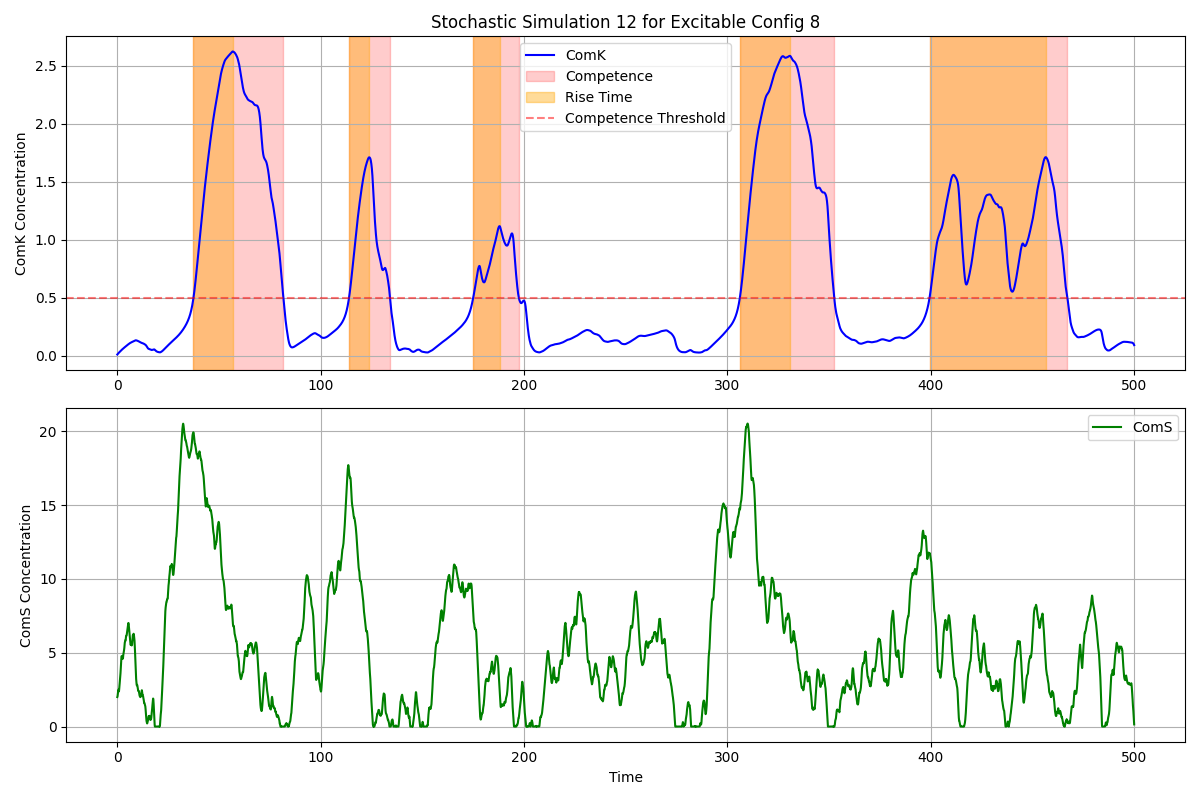 Stochastic Simulation 12 for Excitable Config 8
ComK Concentration
2.5
2.0
1.5
1.0
0.5
0.0
ComK
Competence
Rise Time
Competence Threshold
0 100 200 300 400 500
ComS Concentration
20
15
10
5
0
ComS
0 100 200 300 400 500
Time